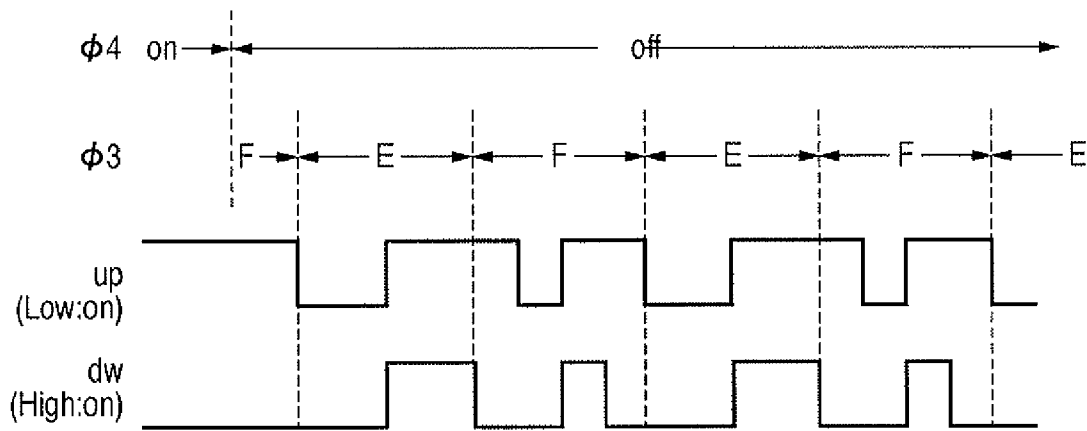 ϕ4 on off
ϕ3 F E F E F E
up
(Low:on)
dw
(High:on)